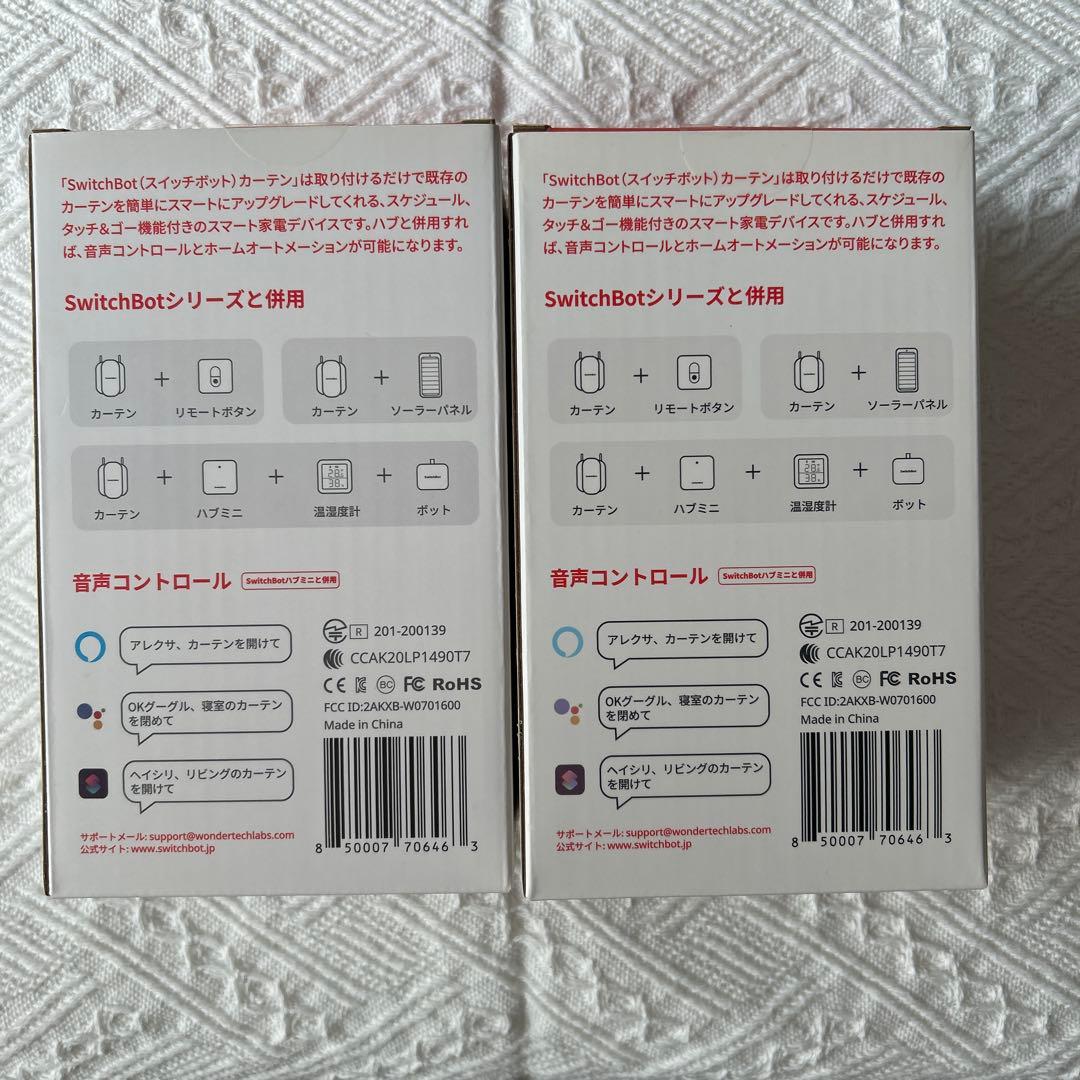 「SwitchBot（スイッチボット）カーテン」は取り付けるだけで既存の
カーテンを簡単にスマートにアップグレードしてくれる、スケジュール、
タッチ&ゴー機能付きのスマート家電デバイスです。ハブと併用すれ
ば、音声コントロールとホームオートメーションが可能になります。
SwitchBotシリーズと併用
カーテン + リモートボタン
カーテン + ソーラーパネル
カーテン + ハブミニ + 温湿度計 + ボット
音声コントロール SwitchBotハブミニと併用
アレクサ、カーテンを開けて
OKグーグル、寝室のカーテン
を閉めて
ヘイシリ、リビングのカーテン
を開けて
R 201-200139
CCAK20LP1490T7
CE BC FC RoHS
FCC ID:2AKXB-W0701600
Made in China
8 50007 70646 3
サポートメール: support@wondertechlabs.com
公式サイト: www.switchbot.jp
「SwitchBot（スイッチボット）カーテン」は取り付けるだけで既存の
カーテンを簡単にスマートにアップグレードしてくれる、スケジュール、
タッチ&ゴー機能付きのスマート家電デバイスです。ハブと併用すれ
ば、音声コントロールとホームオートメーションが可能になります。
SwitchBotシリーズと併用
カーテン + リモートボタン
カーテン + ソーラーパネル
カーテン + ハブミニ + 温湿度計 + ボット
音声コントロール SwitchBotハブミニと併用
アレクサ、カーテンを開けて
OKグーグル、寝室のカーテン
を閉めて
ヘイシリ、リビングのカーテン
を開けて
R 201-200139
CCAK20LP1490T7
CE BC FC RoHS
FCC ID:2AKXB-W0701600
Made in China
8 50007 70646 3
サポートメール: support@wondertechlabs.com
公式サイト: www.switchbot.jp